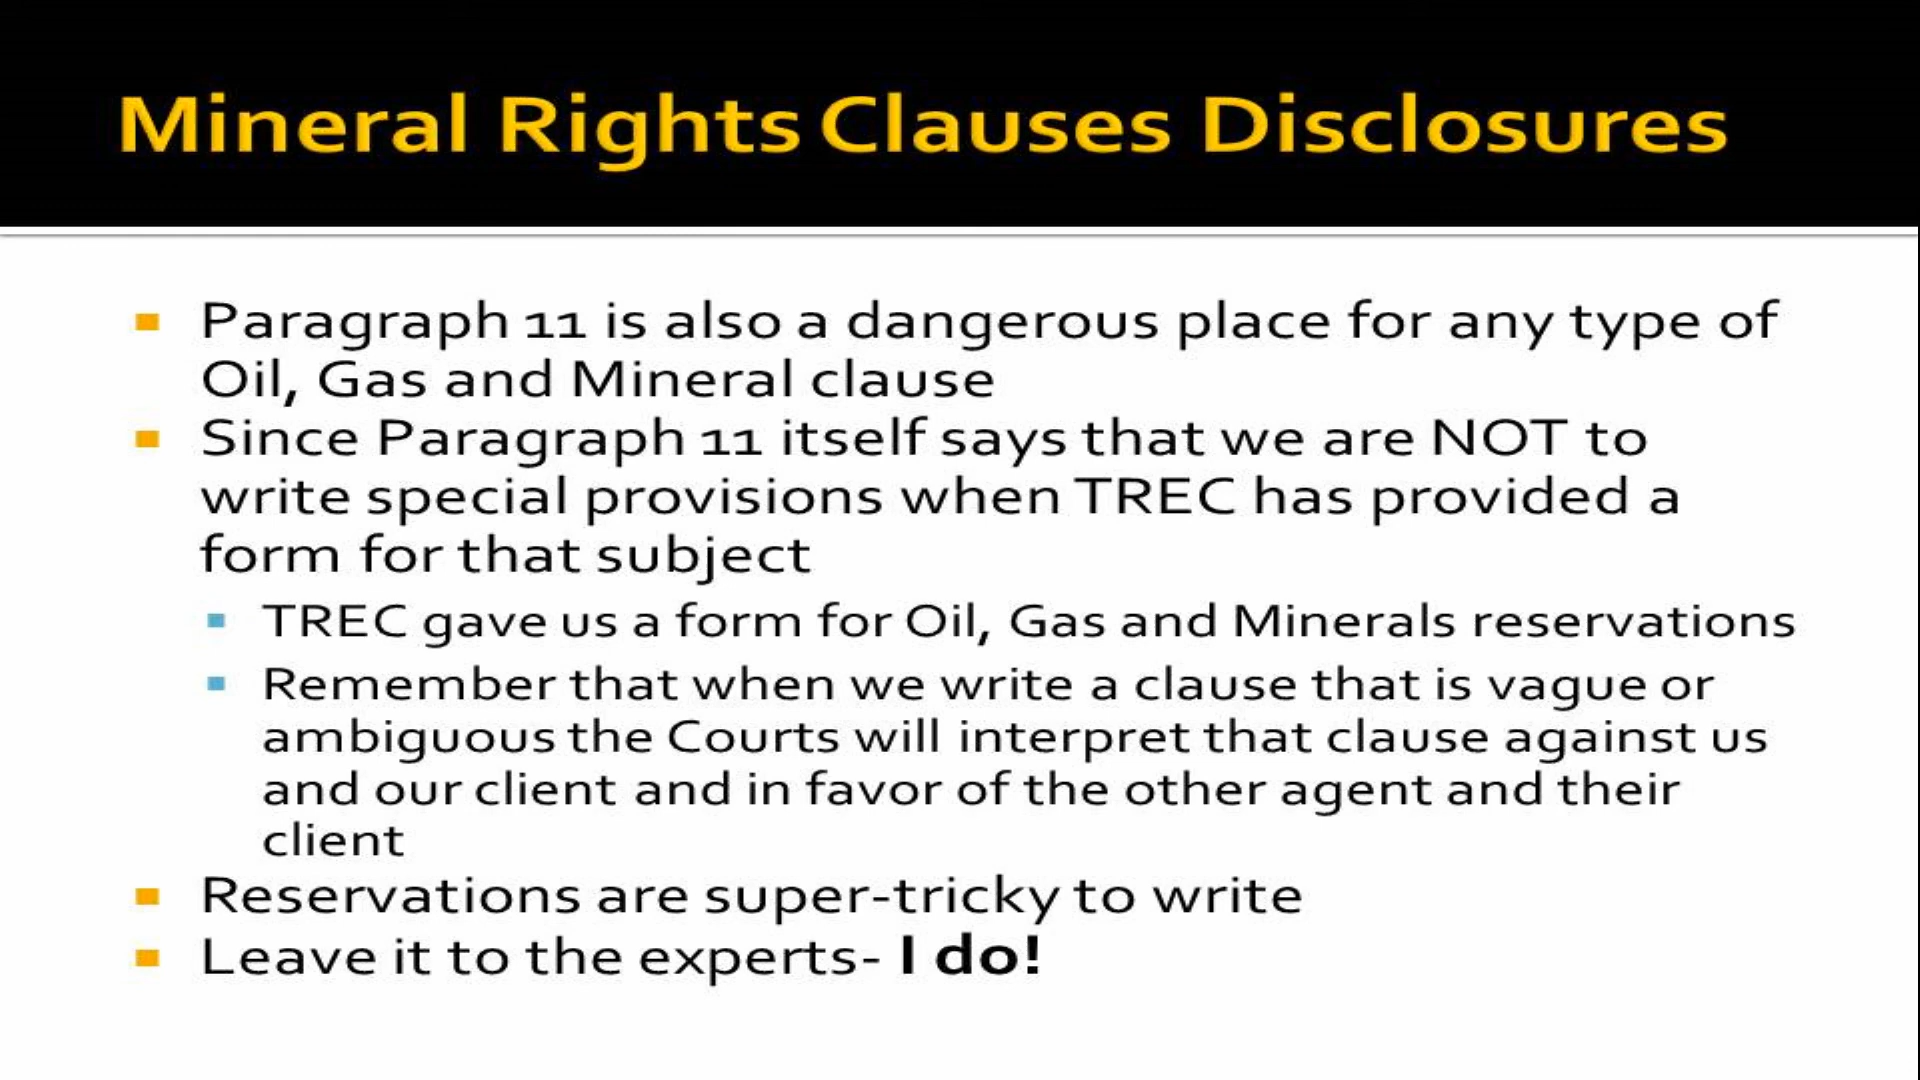 Mineral Rights Clauses Disclosures
Paragraph 11 is also a dangerous place for any type of
Oil, Gas and Mineral clause
Since Paragraph 11 itself says that we are NOT to
write special provisions when TREC has provided a
form for that subject
TREC gave us a form for Oil, Gas and Minerals reservations
Remember that when we write a clause that is vague or
ambiguous the Courts will interpret that clause against us
and our client and in favor of the other agent and their
client
Reservations are super-tricky to write
Leave it to the experts- I do!